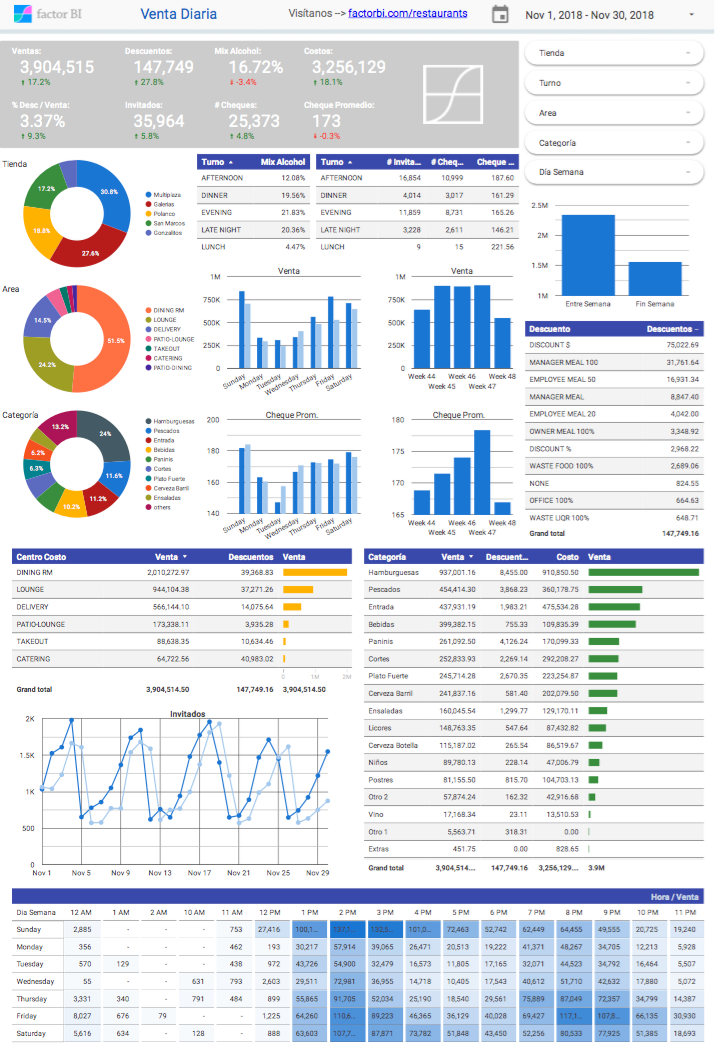 factor BI Venta Diaria Visítanos --> factorbi.com/restaurants Nov 1, 2018 - Nov 30, 2018
Ventas: Descuentos: Mix Alcohol: Costos:
3,904,515 147,749 16.72% 3,256,129
17.2% 27.8% -3.4% 18.1%
% Desc / Venta: Invitados: # Cheques: Cheque Promedio:
3.37% 35,964 25,373 173
9.3% 5.8% 4.8% -0.3%
Tienda
Turno
Area
Categoría
Día Semana
Tienda
30.8%
27.6%
18.8%
17.2%
Multiplaza
Galerias
Polanco
San Marcos
Gonzalitos
Turno Mix Alcohol
AFTERNOON 12.08%
DINNER 19.56%
EVENING 21.83%
LATE NIGHT 20.36%
LUNCH 4.47%
Turno # Invita... # Cheq... Cheque ...
AFTERNOON 16,854 10,999 187.60
DINNER 4,014 3,017 161.29
EVENING 11,859 8,731 165.26
LATE NIGHT 3,228 2,611 146.21
LUNCH 9 15 221.56
2.5M
2M
1.5M
1M
Entre Semana Fin Semana
Area
51.5%
24.2%
14.5%
DINING RM
LOUNGE
DELIVERY
PATIO-LOUNGE
TAKEOUT
CATERING
PATIO-DINING
Venta
1M
750K
500K
250K
0
Sunday Monday Tuesday Wednesday Thursday Friday Saturday
Venta
1M
750K
500K
250K
0
Week 44 Week 46 Week 48
Week 45 Week 47
Descuento Descuentos
DISCOUNT $ 75,022.69
MANAGER MEAL 100 31,761.64
EMPLOYEE MEAL 50 16,931.34
MANAGER MEAL 8,847.40
EMPLOYEE MEAL 20 4,042.00
OWNER MEAL 100% 3,348.92
DISCOUNT % 2,968.22
WASTE FOOD 100% 2,689.06
NONE 824.55
OFFICE 100% 664.63
WASTE LIQR 100% 648.71
Grand total 147,749.16
Categoría
24%
11.6%
11.2%
10.2%
6.3%
6.2%
13.2%
Hamburguesas
Pescados
Entrada
Bebidas
Paninis
Cortes
Plato Fuerte
Cerveza Barril
Ensaladas
others
Cheque Prom.
200
180
160
140
Sunday Monday Tuesday Wednesday Thursday Friday Saturday
Cheque Prom.
180
175
170
165
Week 44 Week 46 Week 48
Week 45 Week 47
Centro Costo Venta Descuentos Venta
DINING RM 2,010,272.97 39,368.83
LOUNGE 944,104.38 37,271.26
DELIVERY 566,144.10 14,075.64
PATIO-LOUNGE 173,338.11 3,935.28
TAKEOUT 88,638.35 10,634.46
CATERING 64,722.56 40,983.02
0 1M 2M
Grand total 3,904,514.50 147,749.16 3,904,514.50
Categoría Venta Descuent... Costo Venta
Hamburguesas 937,001.16 8,455.00 910,850.50
Pescados 454,414.30 3,868.23 360,178.75
Entrada 437,931.19 1,983.21 475,534.28
Bebidas 399,382.15 755.33 109,835.39
Paninis 261,092.50 4,126.24 170,099.33
Cortes 252,833.93 2,269.14 292,208.27
Plato Fuerte 245,714.28 2,670.35 223,254.87
Cerveza Barril 241,837.16 581.40 202,079.50
Ensaladas 160,045.54 1,299.77 129,170.11
Licores 148,763.35 547.64 87,432.82
Cerveza Botella 115,187.02 265.54 86,519.67
Niños 89,780.13 228.14 47,006.79
Postres 81,155.50 815.70 104,703.13
Otro 2 57,874.24 162.32 42,916.68
Vino 17,168.34 23.11 13,510.53
Otro 1 5,563.71 318.31 0.00
Extras 451.75 0.00 828.65
Grand total 3,904,514.... 147,749.16 3,256,129.... 3.9M
Invitados
2K
1.5K
1K
500
0
Nov 1 Nov 5 Nov 9 Nov 13 Nov 17 Nov 21 Nov 25 Nov 29
Hora / Venta
Dia Semana 12 AM 1 AM 2 AM 10 AM 11 AM 12 PM 1 PM 2 PM 3 PM 4 PM 5 PM 6 PM 7 PM 8 PM 9 PM 10 PM 11 PM
Sunday 2,885 - - - 753 27,416 100,1... 101,0... 72,463 52,742 62,449 64,455 49,555 20,725 19,240
Monday 356 - - - 462 193 30,217 57,914 39,065 26,471 20,513 19,222 41,371 48,267 34,705 12,213 5,928
Tuesday 570 129 - - 438 972 43,726 54,900 32,479 16,573 11,805 17,165 32,071 44,523 34,792 16,464 5,507
Wednesday 55 - - 631 793 2,603 29,511 72,981 36,955 14,718 10,405 17,543 40,612 51,710 42,632 17,880 5,072
Thursday 3,331 340 - 791 484 899 55,865 91,705 52,034 25,190 18,540 29,561 75,889 87,049 72,357 34,799 14,387
Friday 8,027 676 79 - - 1,225 64,260 110,6... 89,223 46,365 36,129 40,028 69,427 117,1... 107,8... 66,135 30,930
Saturday 5,616 634 - 128 - 888 63,603 107,7... 87,871 73,782 51,848 43,450 52,256 80,533 77,925 51,385 18,693